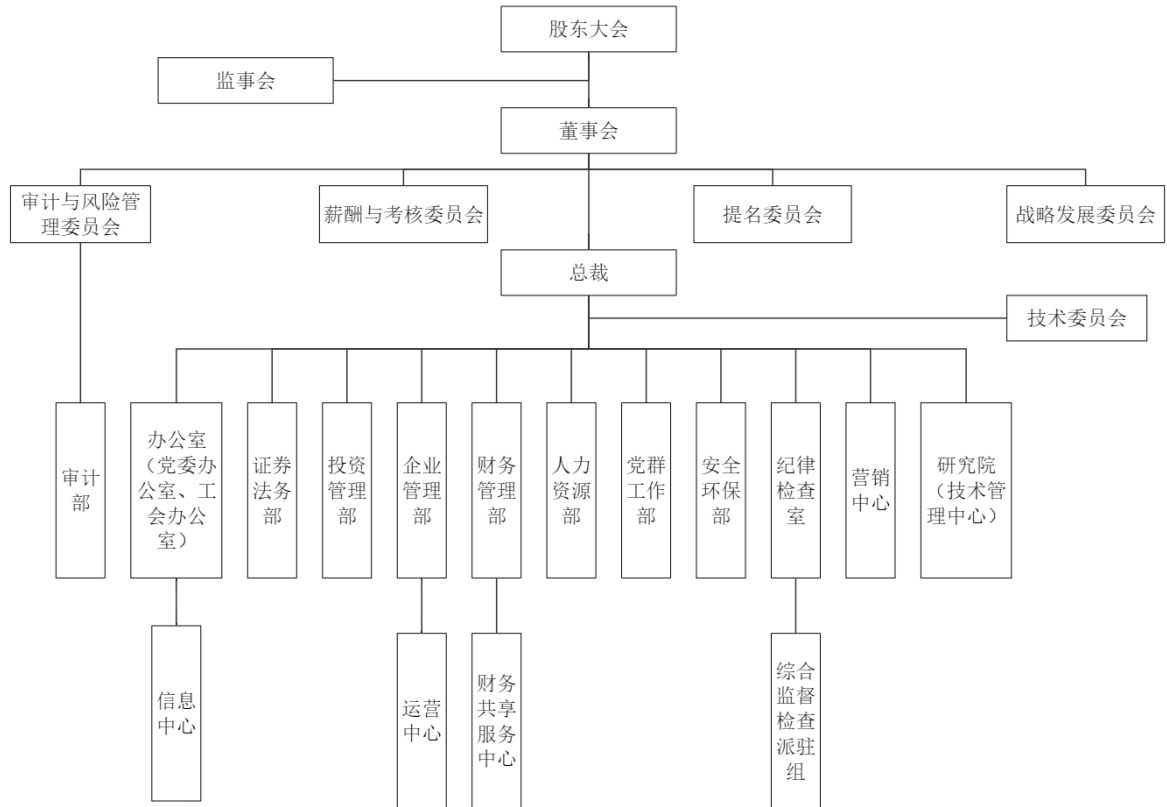 股东大会
监事会
董事会
审计与风险管
理委员会
薪酬与考核委员会
提名委员会
战略发展委员会
总裁
技术委员会
审计
部
办公室
（党委办
公室、工
会办公
室）
证券
法务
部
投资
管理
部
企业
管理
部
财务
管理
部
人力
资源
部
党群
工作
部
安全
环保
部
纪律
检查
室
营销
中心
研究院
（技术管
理中心）
信息
中心
运营
中心
财务
共享
服务
中心
综合
监督
检查
派驻
组